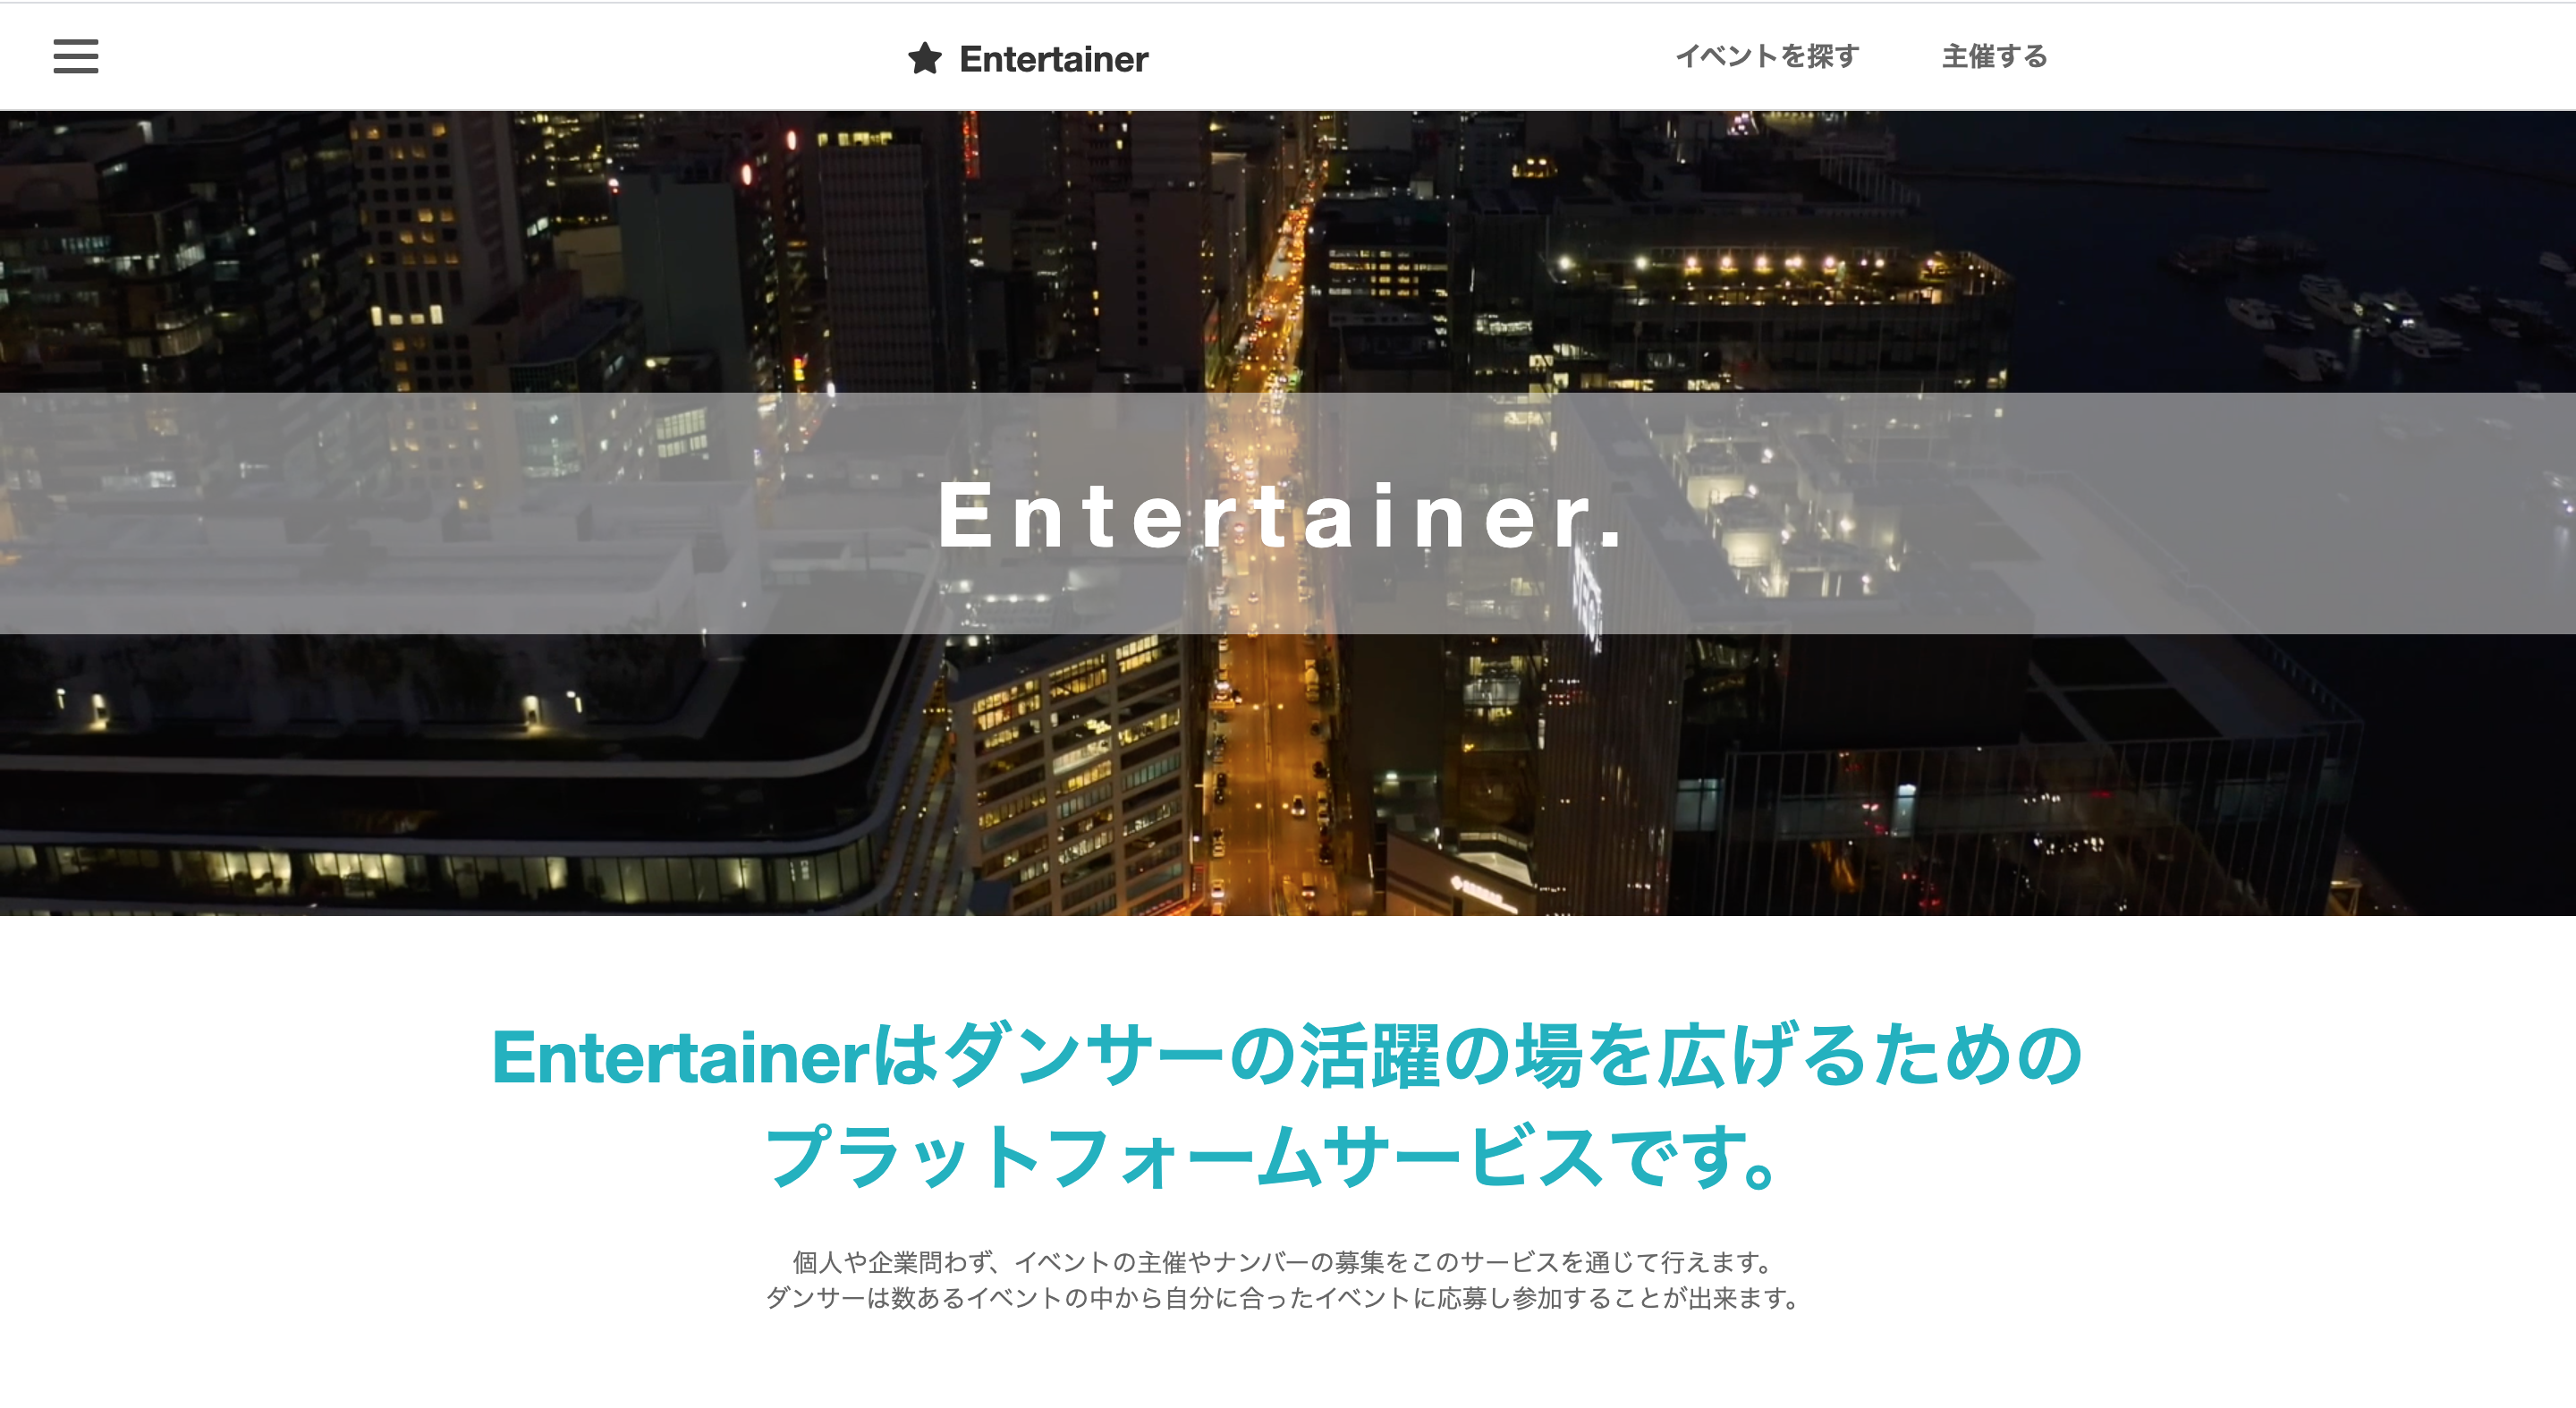 Entertainer
イベントを探す
主催する
Entertainer.
Entertainerはダンサーの活躍の場を広げるための
プラットフォームサービスです。
個人や企業問わず、イベントの主催やナンバーの募集をこのサービスを通じて行えます。
ダンサーは数あるイベントの中から自分に合ったイベントに応募し参加することが出来ます。